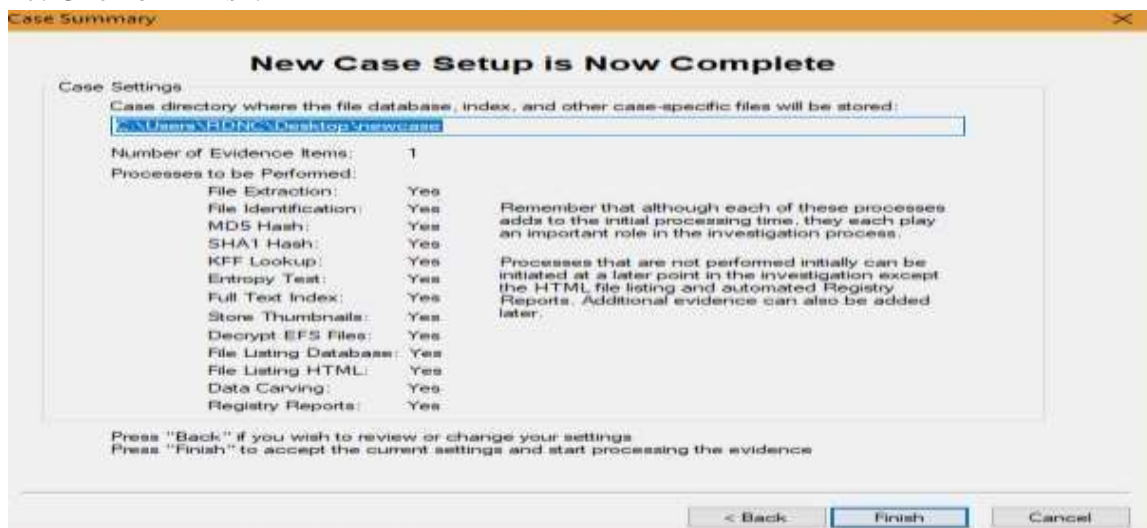 Case Summary
New Case Setup is Now Complete
Case Settings
Case directory where the file database, index, and other case-specific files will be stored:
C:\Users\RDNC\Desktop\newcase
Number of Evidence Items: 1
Processes to be Performed:
File Extraction: Yes
File Identification: Yes
MD5 Hash: Yes
SHA1 Hash: Yes
KFF Lookup: Yes
Entropy Test: Yes
Full Text Index: Yes
Store Thumbnails: Yes
Decrypt EFS Files: Yes
File Listing Database: Yes
File Listing HTML: Yes
Data Carving: Yes
Registry Reports: Yes
Remember that although each of these processes
adds to the initial processing time, they each play
an important role in the investigation process.
Processes that are not performed initially can be
initiated at a later point in the investigation except
the HTML file listing and automated Registry
Reports. Additional evidence can also be added
later.
Press "Back" if you wish to review or change your settings
Press "Finish" to accept the current settings and start processing the evidence
< Back
Finish
Cancel